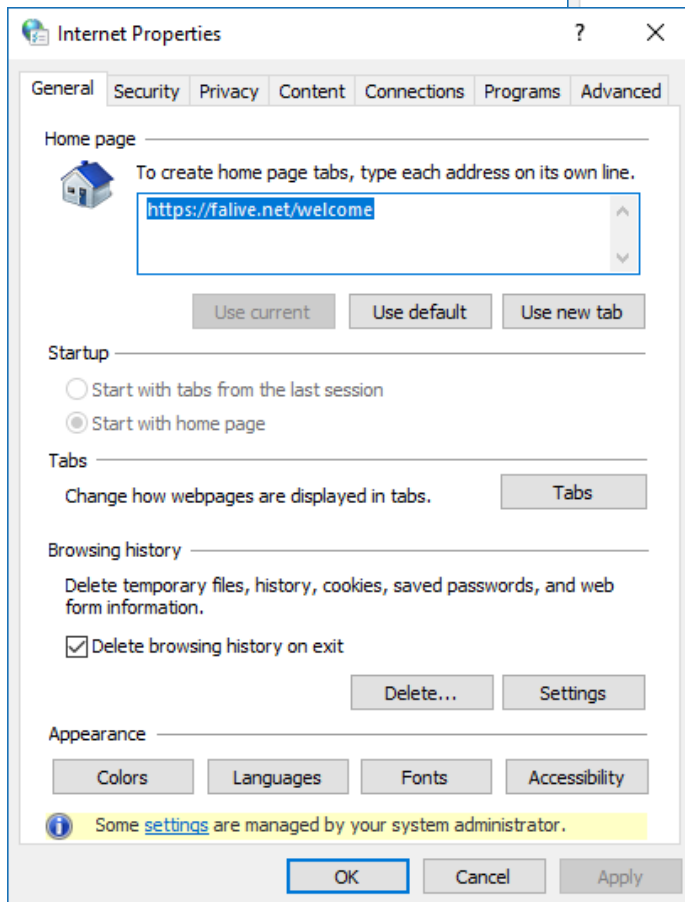 Internet Properties
?
General Security Privacy Content Connections Programs Advanced
Home page
To create home page tabs, type each address on its own line.
https://falive.net/welcome
Use current Use default Use new tab
Startup
Start with tabs from the last session
Start with home page
Tabs
Change how webpages are displayed in tabs. Tabs
Browsing history
Delete temporary files, history, cookies, saved passwords, and web
form information.
Delete browsing history on exit
Delete... Settings
Appearance
Colors Languages Fonts Accessibility
Some settings are managed by your system administrator.
OK Cancel Apply